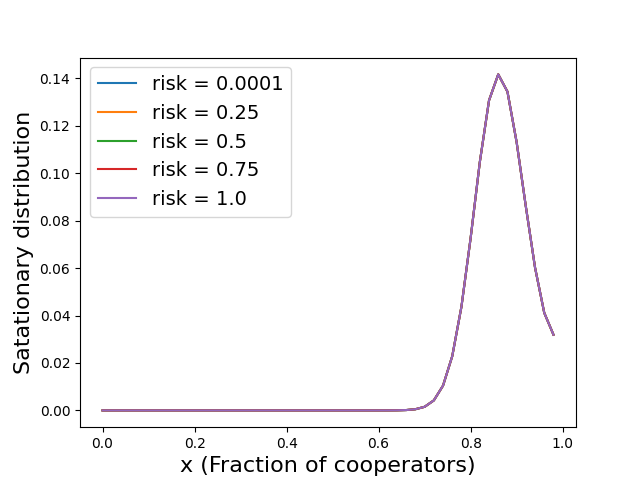 risk = 0.0001
risk = 0.25
risk = 0.5
risk = 0.75
risk = 1.0
Satationary distribution
0.14
0.12
0.10
0.08
0.06
0.04
0.02
0.00
0.0 0.2 0.4 0.6 0.8 1.0
x (Fraction of cooperators)